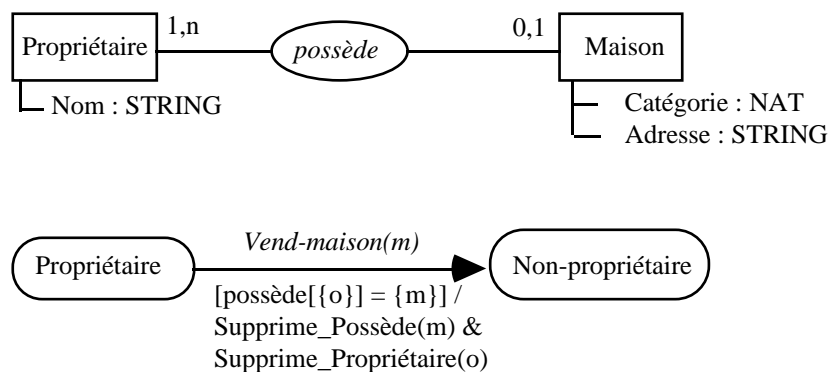 Propriétaire 1,n possède 0,1 Maison
Nom : STRING
Catégorie : NAT
Adresse : STRING
Propriétaire Vend-maison(m) Non-propriétaire
[possède[{o}] = {m}] /
Supprime_Possède(m) &
Supprime_Propriétaire(o)